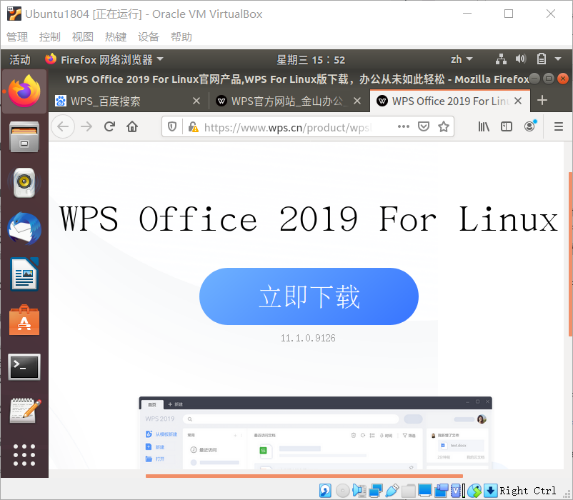 Ubuntu1804 [正在运行] - Oracle VM VirtualBox
管理 控制 视图 热键 设备 帮助
活动 Firefox 网络浏览器 星期三 15：52 zh
WPS Office 2019 For Linux官网产品,WPS For Linux版下载，办公从未如此轻松 - Mozilla Firefox
WPS_百度搜索 WPS官方网站_金山办公 WPS Office 2019 For Lin
https://www.wps.cn/product/wps
WPS Office 2019 For Linux
立即下载
11.1.0.9126
WPS 2019
Right Ctrl